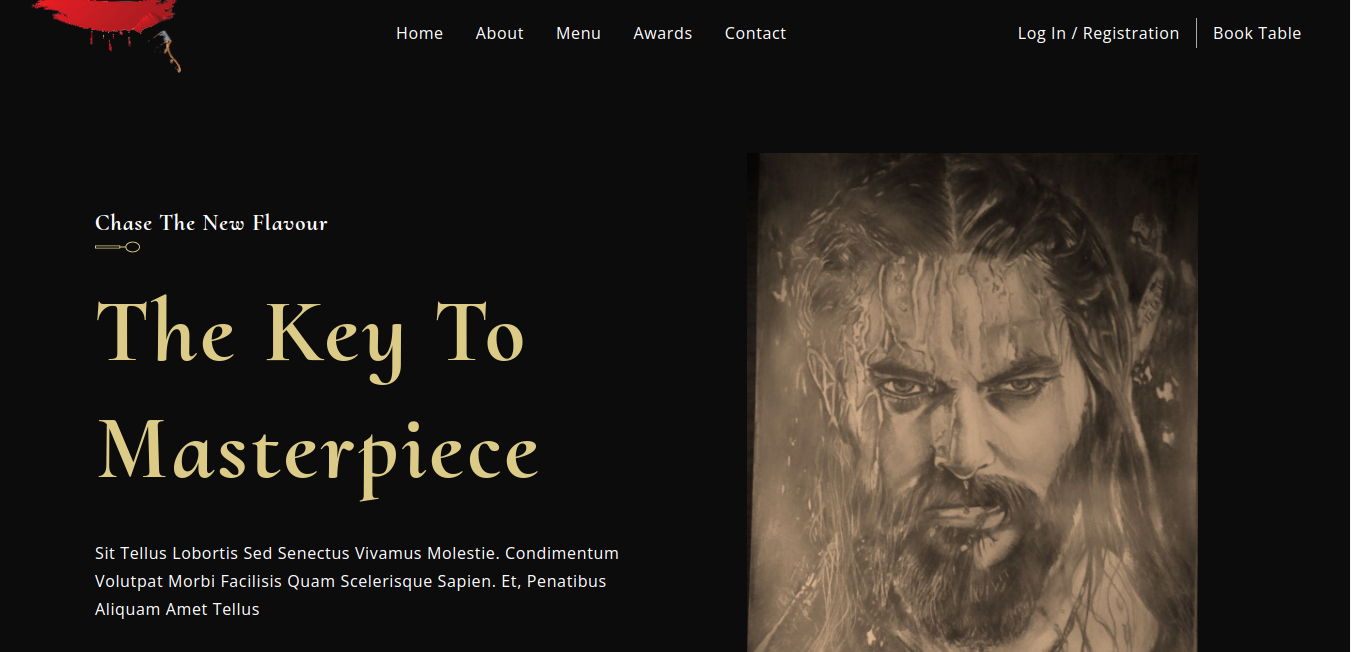 Home About Menu Awards Contact Log In / Registration Book Table
Chase The New Flavour
The Key To
Masterpiece
Sit Tellus Lobortis Sed Senectus Vivamus Molestie. Condimentum
Volutpat Morbi Facilisis Quam Scelerisque Sapien. Et, Penatibus
Aliquam Amet Tellus